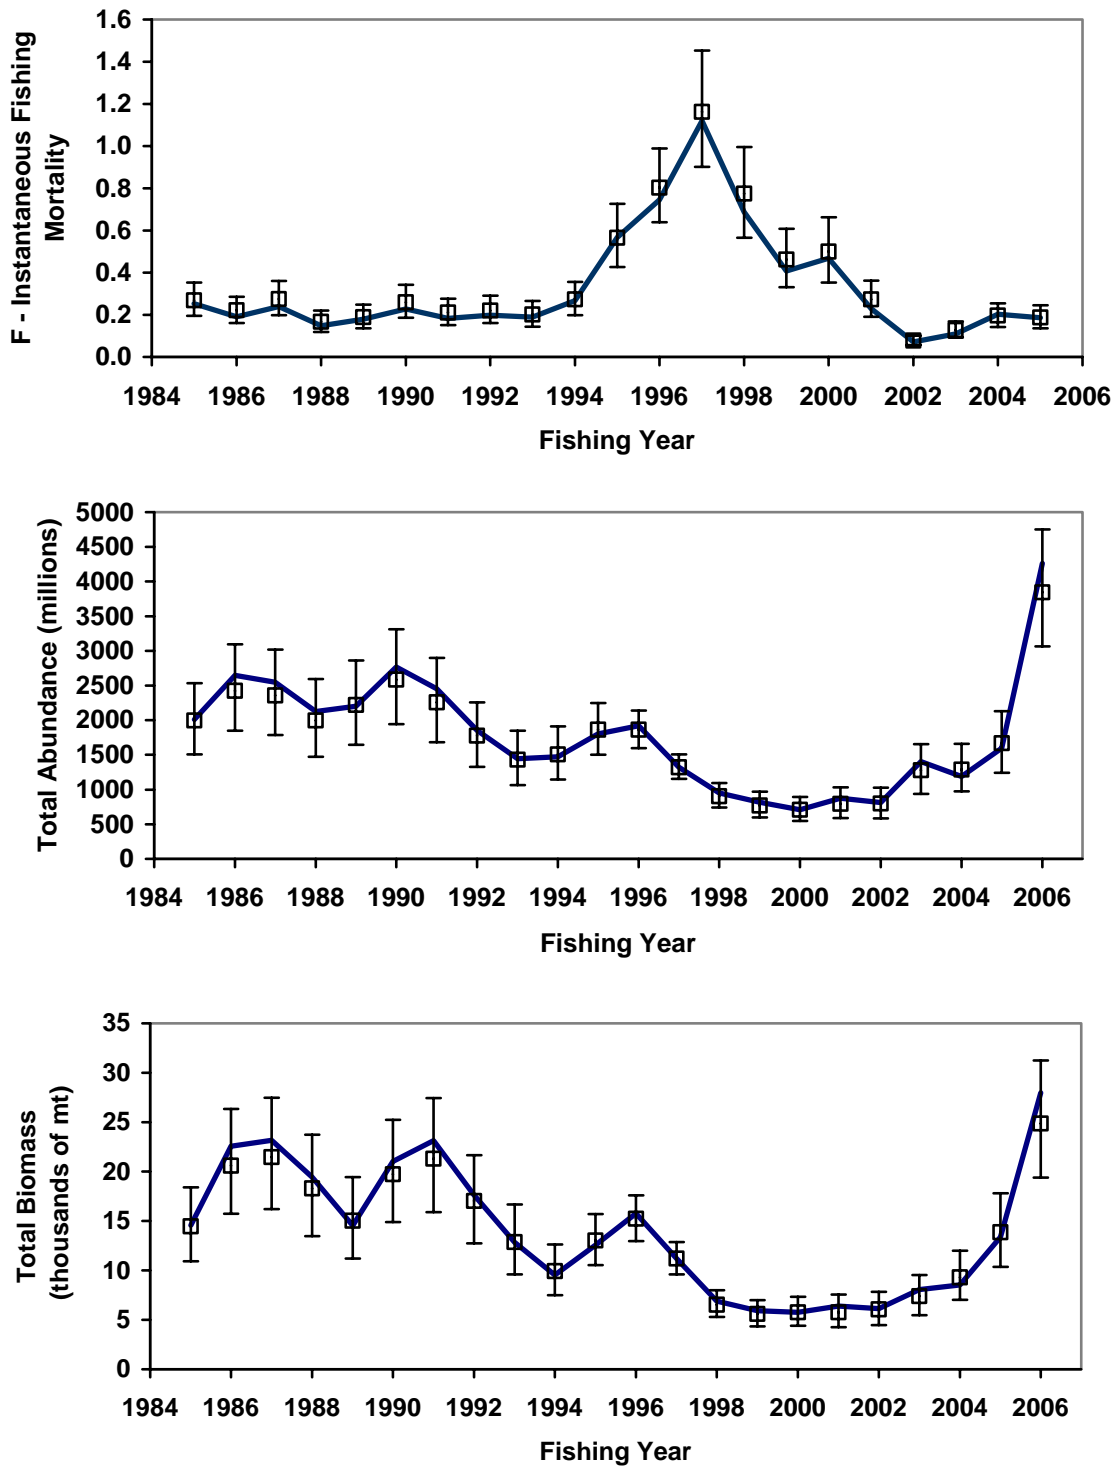 F - Instantaneous Fishing
Mortality
1.6
1.4
1.2
1.0
0.8
0.6
0.4
0.2
0.0
1984 1986 1988 1990 1992 1994 1996 1998 2000 2002 2004 2006
Fishing Year
Total Abundance (millions)
5000
4500
4000
3500
3000
2500
2000
1500
1000
500
0
1984 1986 1988 1990 1992 1994 1996 1998 2000 2002 2004 2006
Fishing Year
Total Biomass
(thousands of mt)
35
30
25
20
15
10
5
0
1984 1986 1988 1990 1992 1994 1996 1998 2000 2002 2004 2006
Fishing Year